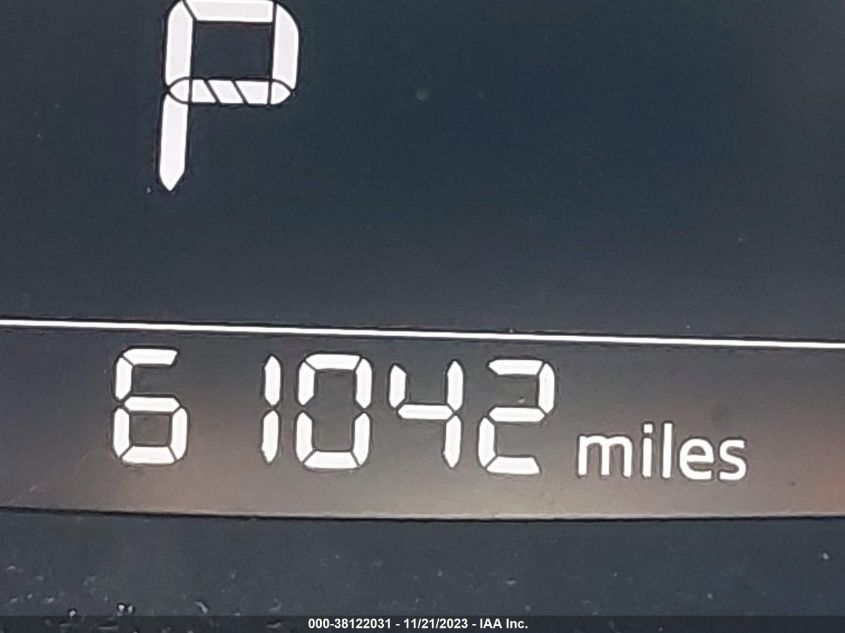 P
61042 miles
000-38122031 - 11/21/2023 - IAA Inc.